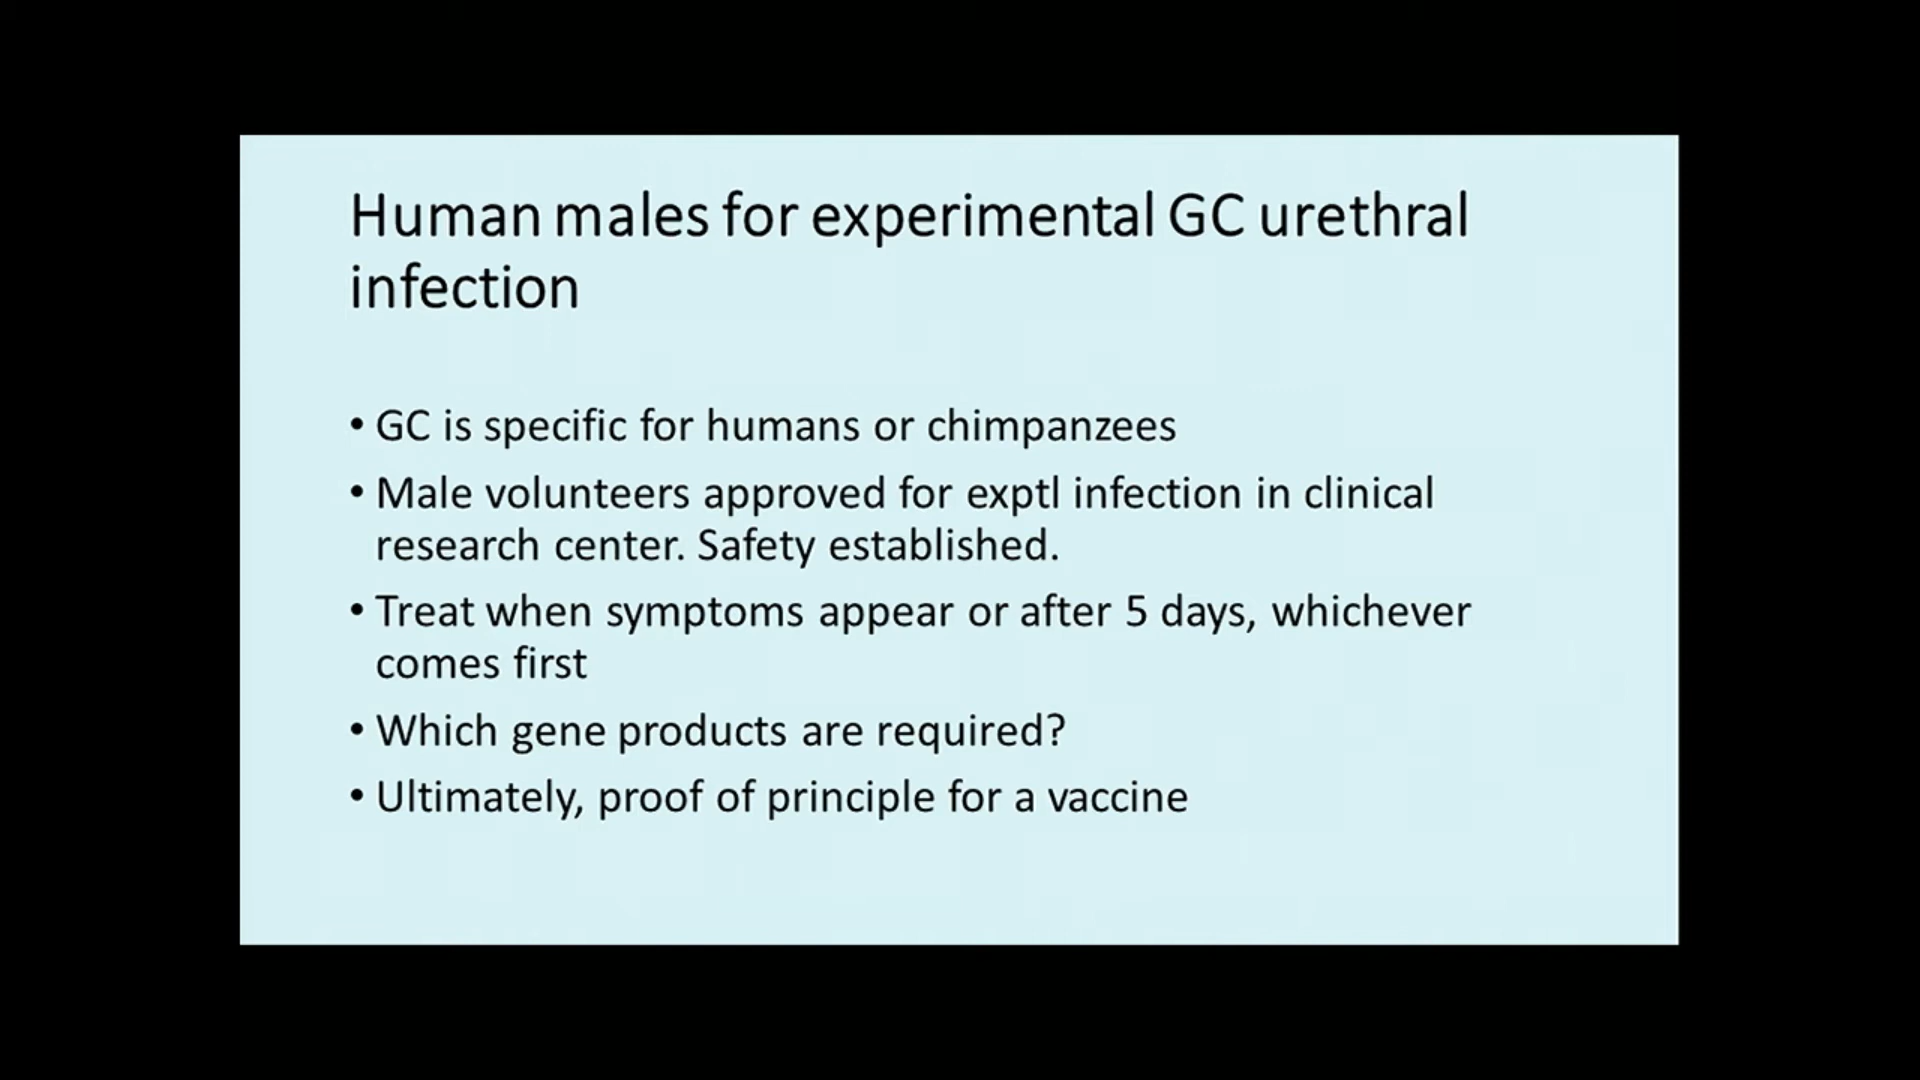 Human males for experimental GC urethral
infection
• GC is specific for humans or chimpanzees
• Male volunteers approved for exptl infection in clinical
research center. Safety established.
• Treat when symptoms appear or after 5 days, whichever
comes first
• Which gene products are required?
• Ultimately, proof of principle for a vaccine